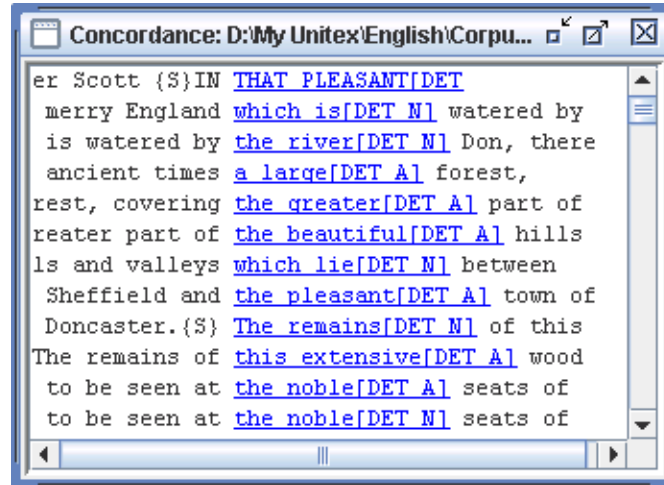 Concordance: D:\My Unitex\English\Corpu...
er Scott {S}IN THAT PLEASANT[DET
merry England which is[DET N] watered by
is watered by the river[DET N] Don, there
ancient times a large[DET A] forest,
rest, covering the greater[DET A] part of
reater part of the beautiful[DET A] hills
ls and valleys which lie[DET N] between
Sheffield and the pleasant[DET A] town of
Doncaster.{S} The remains[DET N] of this
The remains of this extensive[DET A] wood
to be seen at the noble[DET A] seats of
to be seen at the noble[DET N] seats of